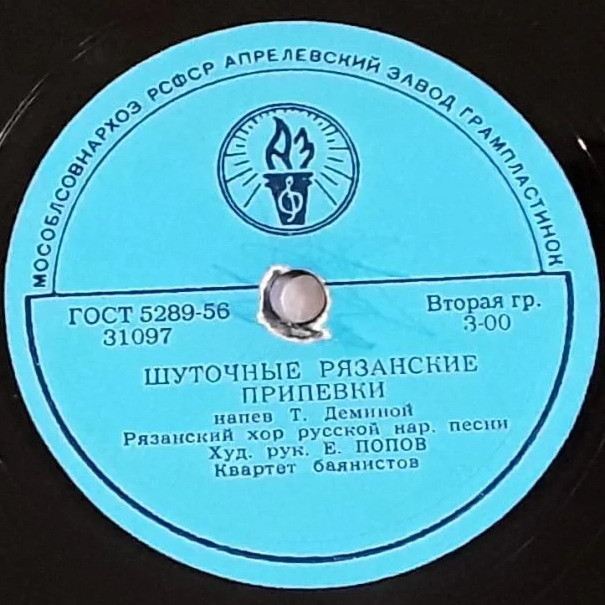 МОСОБЛСОВНАРХОЗ РСФСР АПРЕЛЕВСКИЙ ЗАВОД ГРАМПЛАСТИНОК
АЗ
ГОСТ 5289-56
31097
Вторая гр.
3-00
ШУТОЧНЫЕ РЯЗАНСКИЕ
ПРИПЕВКИ
напев Т. Деминой
Рязанский хор русской нар. песни
Худ. рук. Е. ПОПОВ
Квартет баянистов